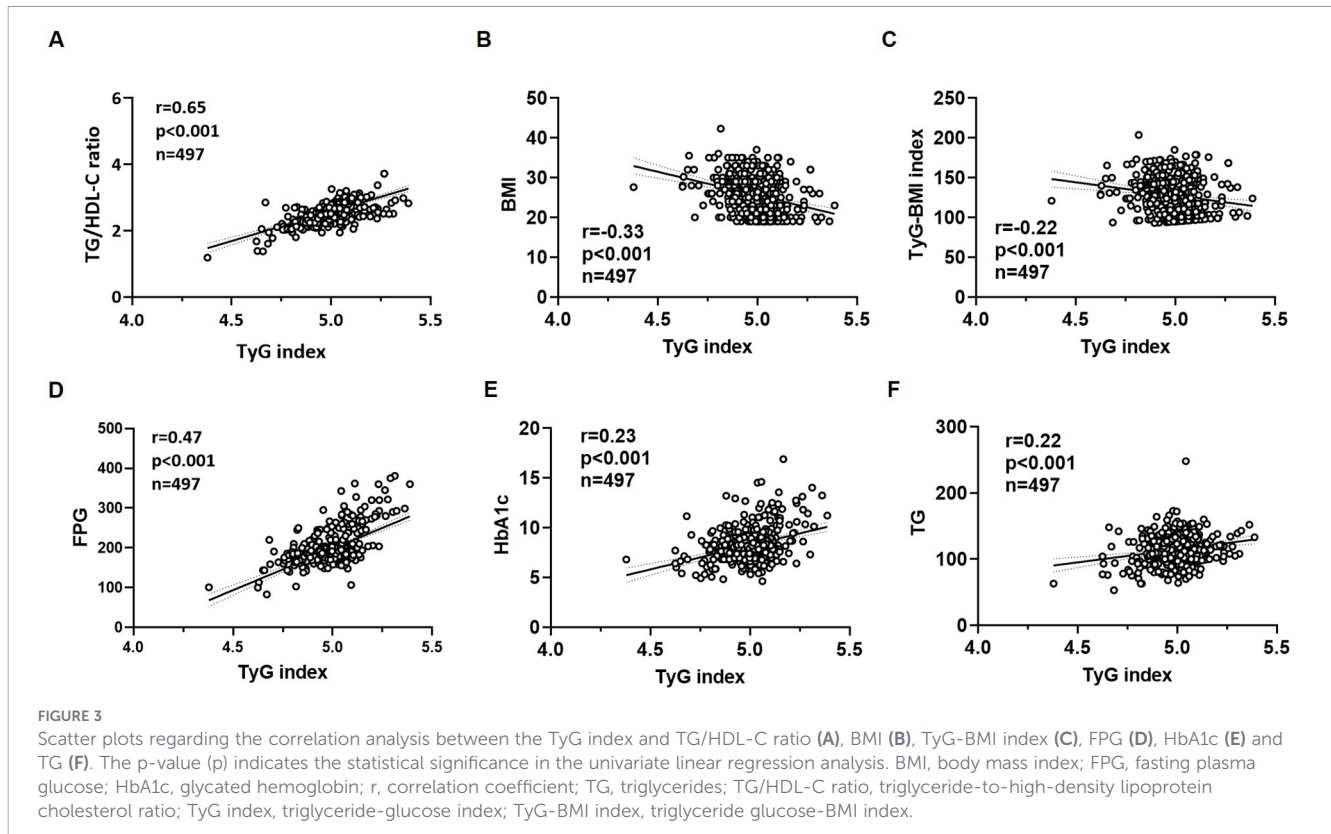 A
B
C
6
4
2
0
TG/HDL-C ratio
r=0.65
p<0.001
n=497
4.0
4.5
5.0
5.5
TyG index
50
40
30
20
10
0
BMI
r=-0.33
p<0.001
n=497
4.0
4.5
5.0
5.5
TyG index
250
200
150
100
50
0
TyG-BMI index
r=-0.22
p<0.001
n=497
4.0
4.5
5.0
5.5
TyG index
D
E
F
500
400
300
200
100
0
FPG
r=0.47
p<0.001
n=497
4.0
4.5
5.0
5.5
TyG index
20
15
10
5
0
HbA1c
r=0.23
p<0.001
n=497
4.0
4.5
5.0
5.5
TyG index
300
200
100
0
TG
r=0.22
p<0.001
n=497
4.0
4.5
5.0
5.5
TyG index
FIGURE 3
Scatter plots regarding the correlation analysis between the TyG index and TG/HDL-C ratio (A), BMI (B), TyG-BMI index (C), FPG (D), HbA1c (E) and
TG (F). The p-value (p) indicates the statistical significance in the univariate linear regression analysis. BMI, body mass index; FPG, fasting plasma
glucose; HbA1c, glycated hemoglobin; r, correlation coefficient; TG, triglycerides; TG/HDL-C ratio, triglyceride-to-high-density lipoprotein
cholesterol ratio; TyG index, triglyceride-glucose index; TyG-BMI index, triglyceride glucose-BMI index.